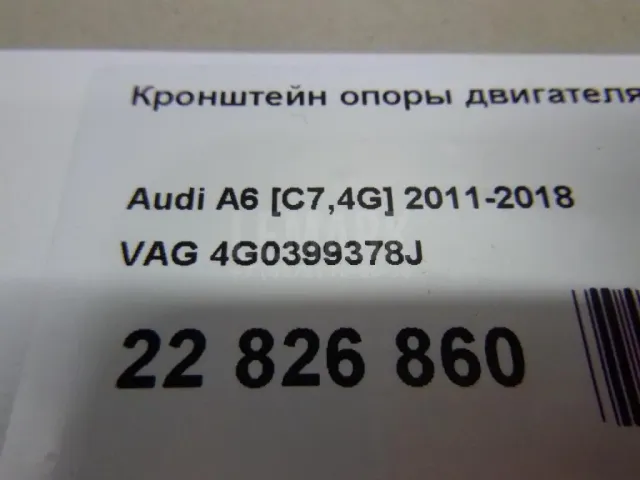 Кронштейн опоры двигателя
Audi A6 [C7,4G] 2011-2018
VAG 4G0399378J
22 826 860